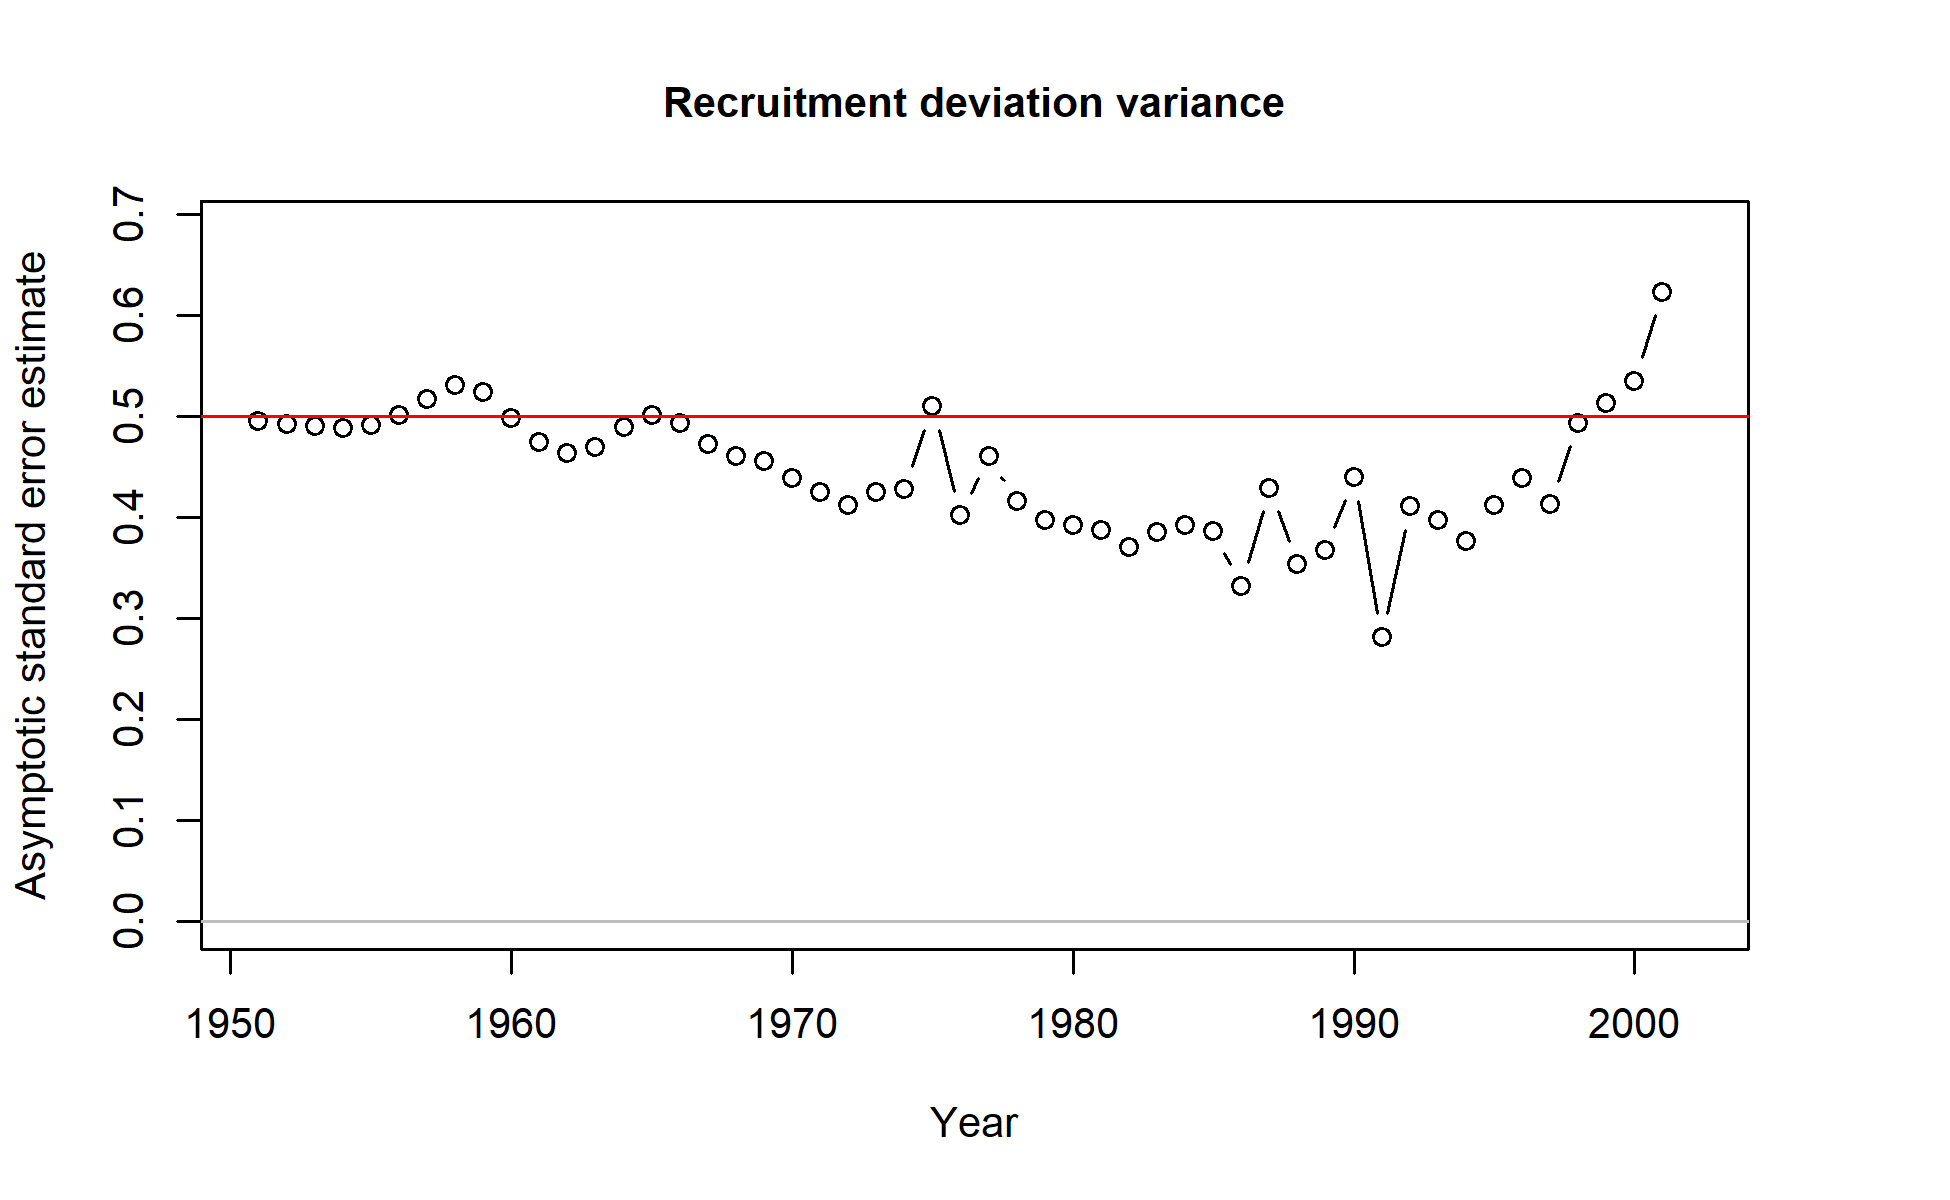 Recruitment deviation variance
Asymptotic standard error estimate
0.7
0.6
0.5
0.4
0.3
0.2
0.1
0.0
1950 1960 1970 1980 1990 2000
Year